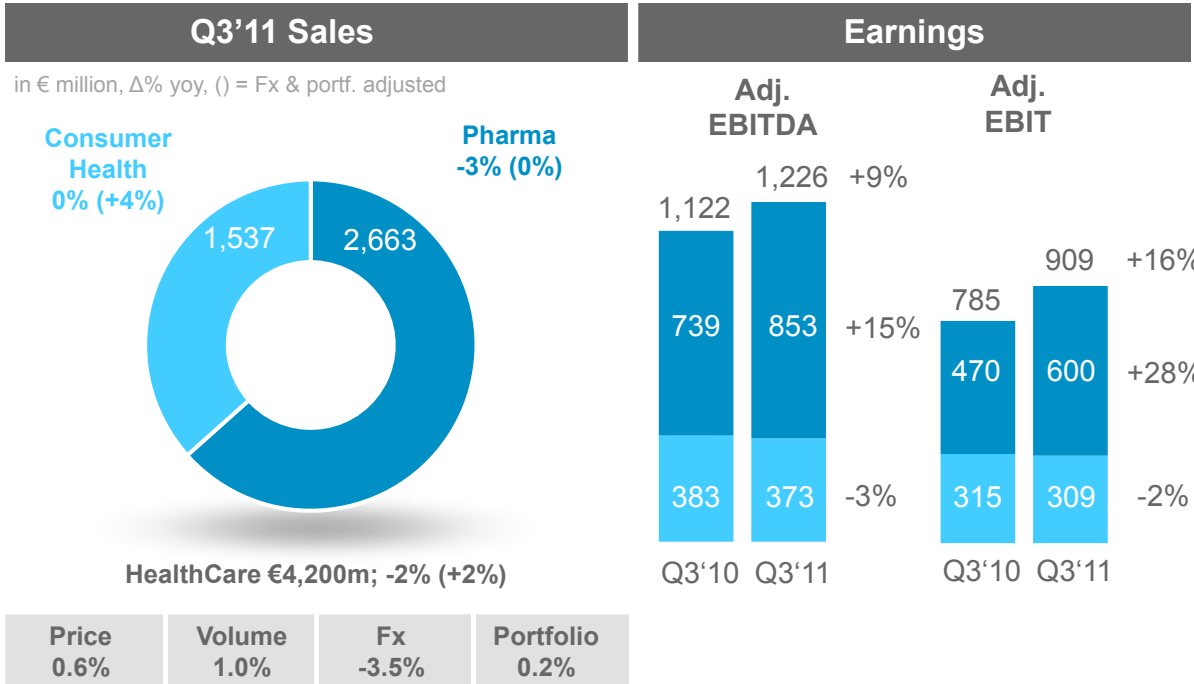 Q3’11 Sales
in € million, Δ% yoy, () = Fx & portf. adjusted
Consumer
Health
0% (+4%)
Pharma
-3% (0%)
1,537
2,663
HealthCare €4,200m; -2% (+2%)
Price
0.6%
Volume
1.0%
Fx
-3.5%
Portfolio
0.2%
Earnings
Adj.
EBITDA
1,122
1,226 +9%
739
853
+15%
383
373
-3%
Q3‘10 Q3‘11
Adj.
EBIT
785
909
+16%
470
600
+28%
315
309
-2%
Q3‘10 Q3‘11